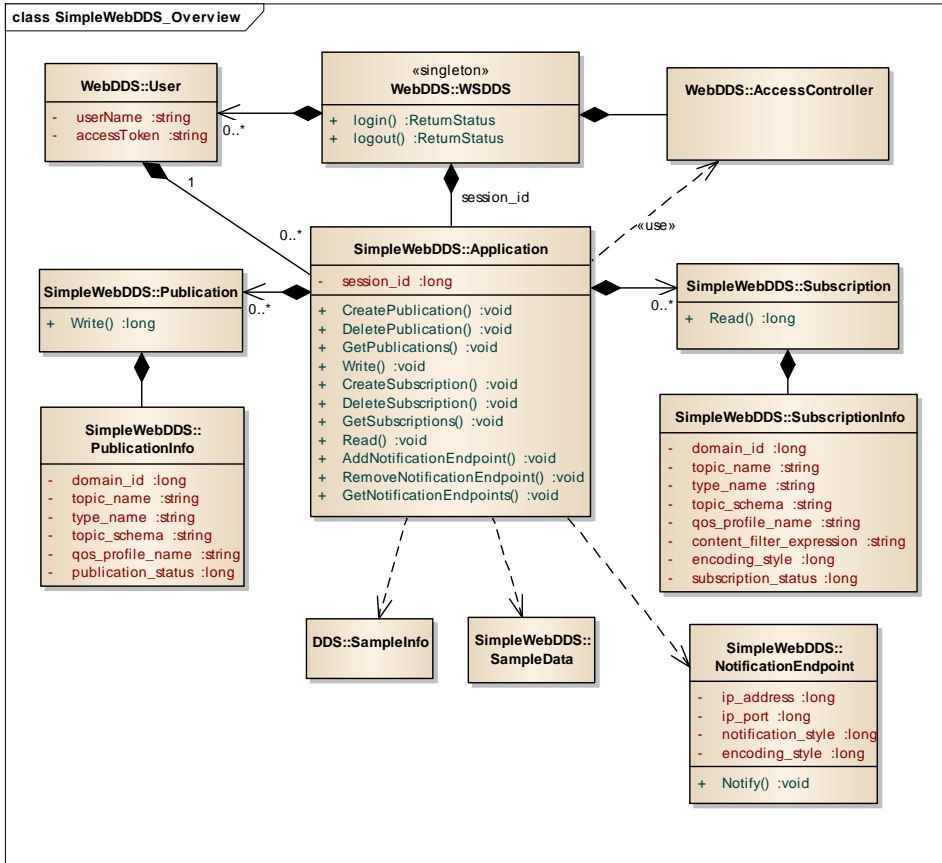 class SimpleWebDDS_Overview
WebDDS::User
- userName :string
- accessToken :string
«singleton»
WebDDS::WSDDS
+ login() :ReturnStatus
+ logout() :ReturnStatus
WebDDS::AccessController
0..*
1
session_id
«use»
0..*
SimpleWebDDS::Application
- session_id :long
+ CreatePublication() :void
+ DeletePublication() :void
+ GetPublications() :void
+ Write() :void
+ CreateSubscription() :void
+ DeleteSubscription() :void
+ GetSubscriptions() :void
+ Read() :void
+ AddNotificationEndpoint() :void
+ RemoveNotificationEndpoint() :void
+ GetNotificationEndpoints() :void
SimpleWebDDS::Publication
+ Write() :long
0..*
SimpleWebDDS::Subscription
+ Read() :long
0..*
SimpleWebDDS::
PublicationInfo
- domain_id :long
- topic_name :string
- type_name :string
- topic_schema :string
- qos_profile_name :string
- publication_status :long
SimpleWebDDS::SubscriptionInfo
- domain_id :long
- topic_name :string
- type_name :string
- topic_schema :string
- qos_profile_name :string
- content_filter_expression :string
- encoding_style :long
- subscription_status :long
DDS::SampleInfo
SimpleWebDDS::
SampleData
SimpleWebDDS::
NotificationEndpoint
- ip_address :long
- ip_port :long
- notification_style :long
- encoding_style :long
+ Notify() :void